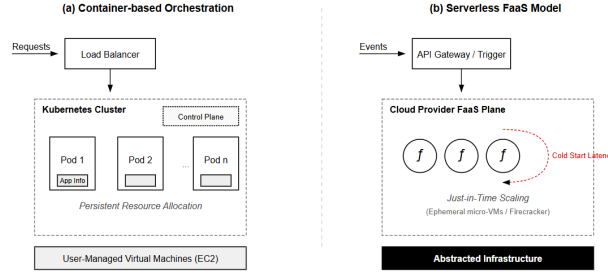 (a) Container-based Orchestration
Requests
Load Balancer
Kubernetes Cluster
Control Plane
Pod 1
App Info
Pod 2
...
Pod n
Persistent Resource Allocation
User-Managed Virtual Machines (EC2)
(b) Serverless FaaS Model
Events
API Gateway / Trigger
Cloud Provider FaaS Plane
f
f
f
Cold Start Latenc
Just-in-Time Scaling
(Ephemeral micro-VMs / Firecracker)
Abstracted Infrastructure